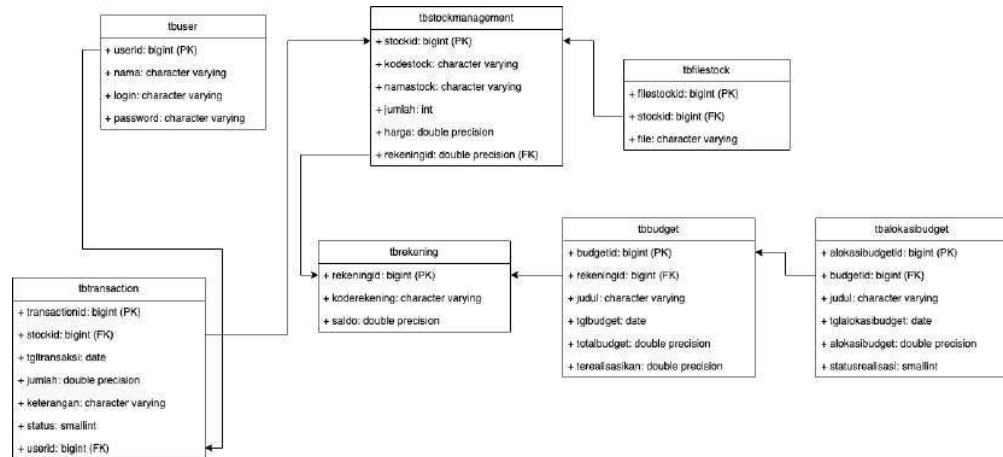 tbuser
+ userid: bigint (PK)
+ nama: character varying
+ login: character varying
+ password: character varying
tbstockmanagement
+ stockid: bigint (PK)
+ kodestock: character varying
+ namastock: character varying
+ jumlah: int
+ harga: double precision
+ rekeningid: double precision (FK)
tbfilestock
+ filestockid: bigint (PK)
+ stockid: bigint (FK)
+ file: character varying
tbtransaction
+ transactionid: bigint (PK)
+ stockid: bigint (FK)
+ tgltransaksi: date
+ jumlah: double precision
+ keterangan: character varying
+ status: smallint
+ userid: bigint (FK)
tbrekening
+ rekeningid: bigint (PK)
+ koderekening: character varying
+ saldo: double precision
tbbudget
+ budgetid: bigint (PK)
+ rekeningid: bigint (FK)
+ judul: character varying
+ tglbudget: date
+ totalbudget: double precision
+ terealisasikan: double precision
tbalokasibudget
+ alokasibudgetid: bigint (PK)
+ budgetid: bigint (FK)
+ judul: character varying
+ tglalokasibudget: date
+ alokasibudget: double precision
+ statusrealisasi: smallint